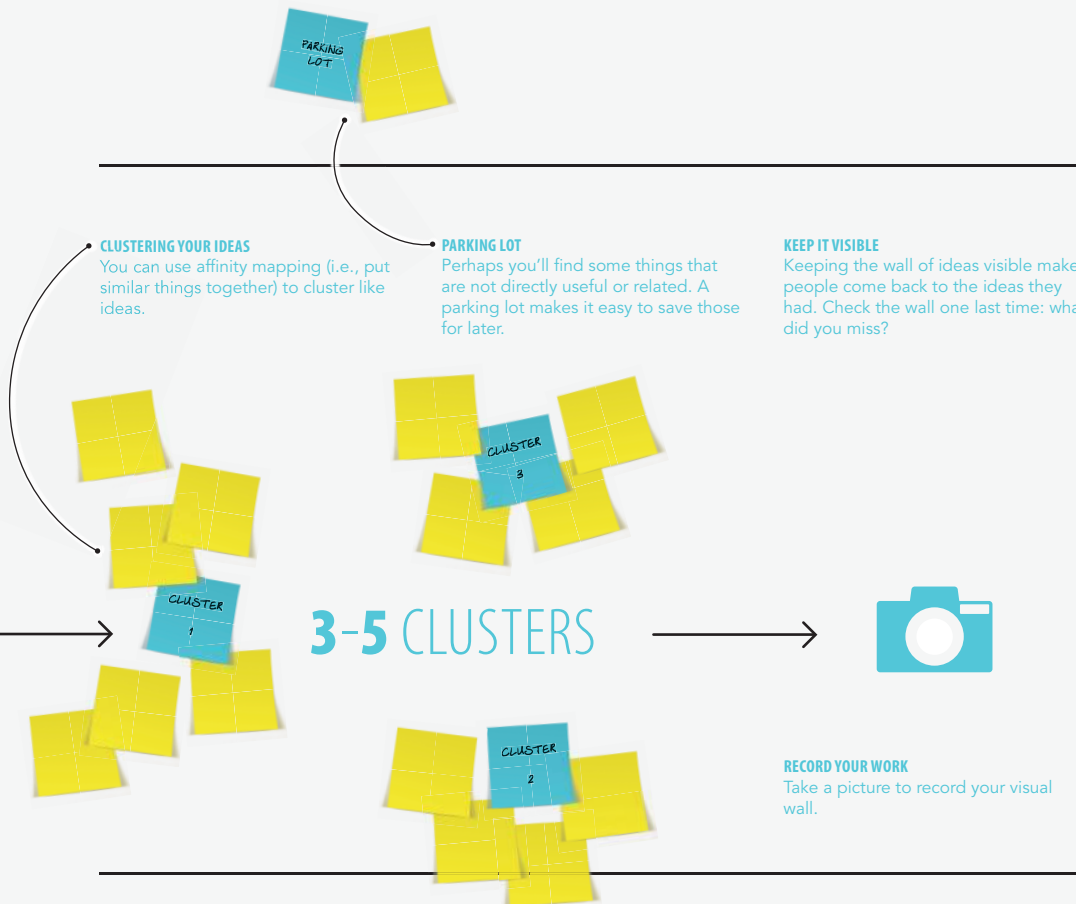 PARKING
LOT
CLUSTERING YOUR IDEAS
You can use affinity mapping (i.e., put
similar things together) to cluster like
ideas.
PARKING LOT
Perhaps you’ll find some things that
are not directly useful or related. A
parking lot makes it easy to save those
for later.
KEEP IT VISIBLE
Keeping the wall of ideas visible make
people come back to the ideas they
had. Check the wall one last time: wha
did you miss?
CLUSTER
3
CLUSTER
1
3-5 CLUSTERS
CLUSTER
2
RECORD YOUR WORK
Take a picture to record your visual
wall.